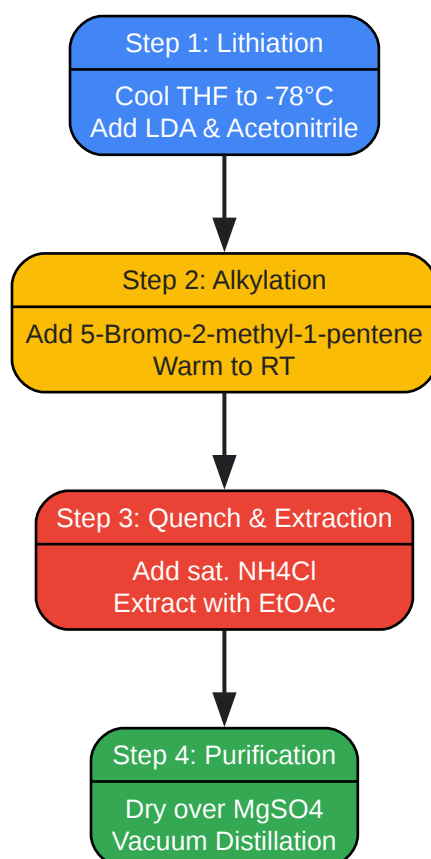 Step 1: Lithiation
Cool THF to -78°C
Add LDA & Acetonitrile
Step 2: Alkylation
Add 5-Bromo-2-methyl-1-pentene
Warm to RT
Step 3: Quench & Extraction
Add sat. NH4Cl
Extract with EtOAc
Step 4: Purification
Dry over MgSO4
Vacuum Distillation